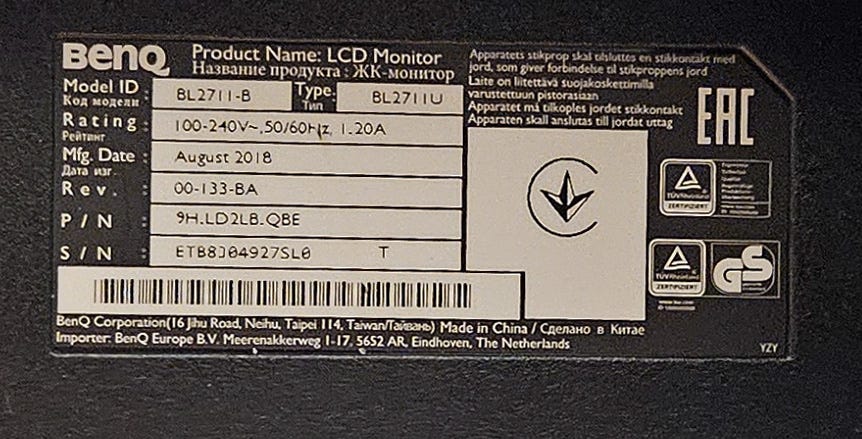 BenQ
Product Name: LCD Monitor
Название продукта : ЖК-монитор
Model ID : BL2711-B Type BL2711U
Код модели Тип
Rating : 100-240V~,50/60Hz, 1.20A
Рейтинг
Mfg. Date : August 2018
Дата изг.
Rev. : 00-133-BA
P/N : 9H.LD2LB.QBE
S/N : ETB8J04927SL0 T
BenQ Corporation(16 Jihu Road, Neihu, Taipei 114, Taiwan/Тайвань) Made in China / Сделано в Китае
Importer: BenQ Europe B.V. Meerenakkerweg 1-17, 5652 AR, Eindhoven, The Netherlands
Apparatets stikprop skal tilsluttes en stikkontakt med
jord, som giver forbindelse til stikproppens jord
Laite on liitettävä suojakoskettimilla
varustettuun pistorasiaan
Apparatet må tilkoples jordet stikkontakt
Apparaten skall anslutas till jordat uttag
EAC
TÜVRheinland
ZERTIFIZIERT
TÜVRheinland
ZERTIFIZIERT
GS
YZY